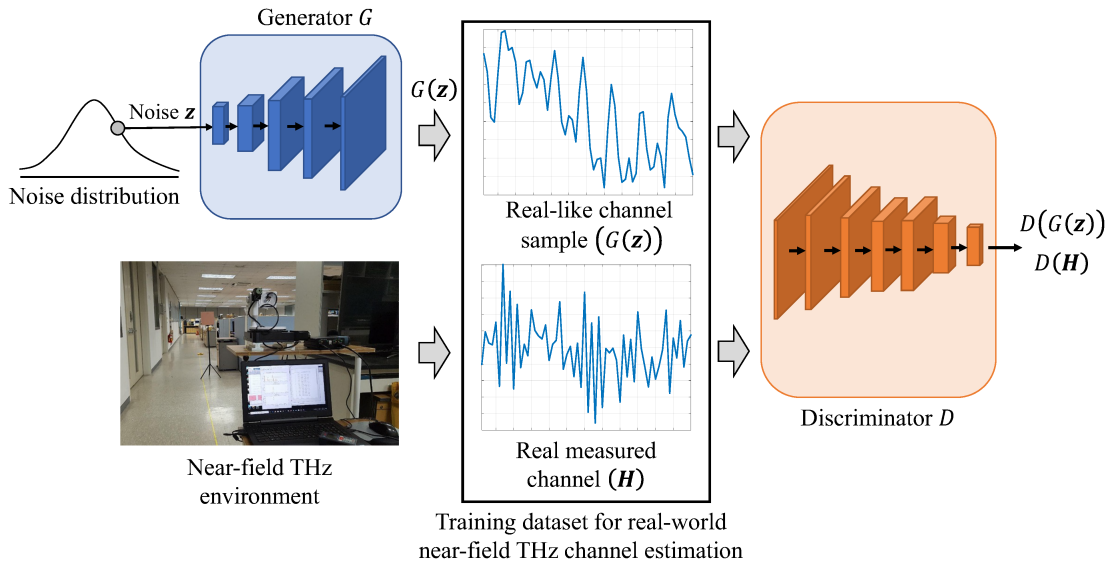 Generator G
Noise z
Noise distribution
G(z)
Real-like channel
sample (G(z))
D(G(z))
D(H)
Discriminator D
Near-field THz
environment
Real measured
channel (H)
Training dataset for real-world
near-field THz channel estimation